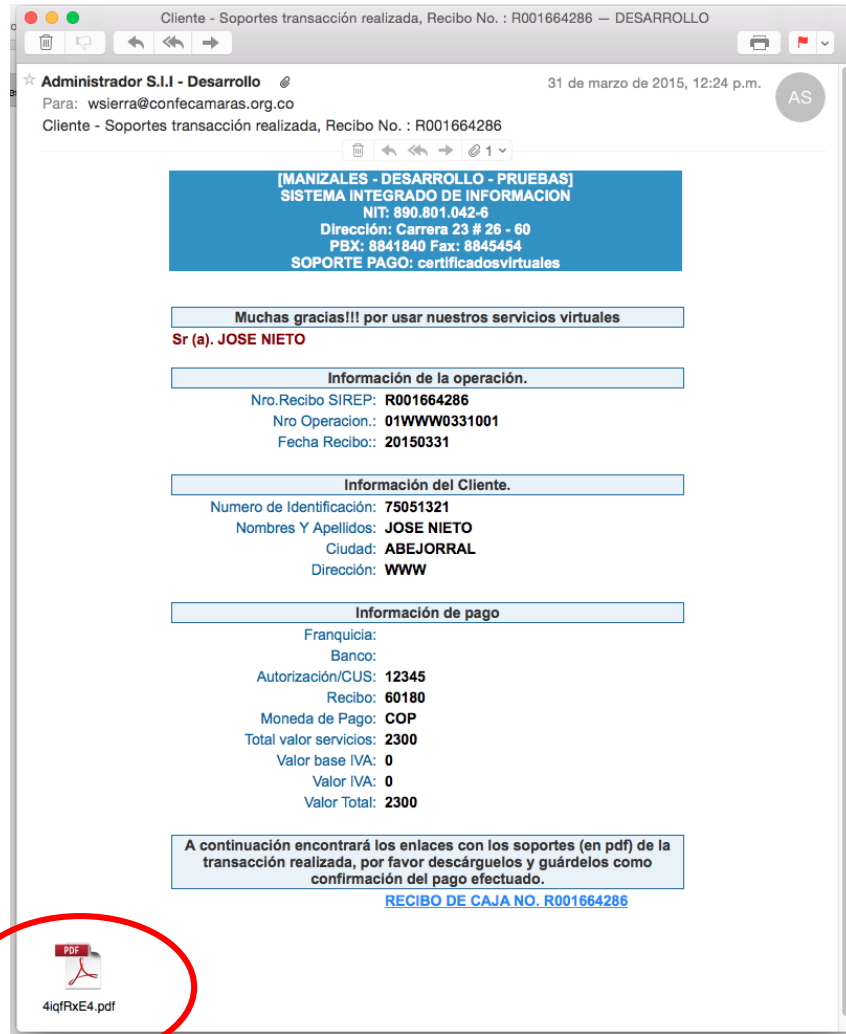 Cliente - Soportes transacción realizada, Recibo No. : R001664286 — DESARROLLO
Administrador S.I.I - Desarrollo
31 de marzo de 2015, 12:24 p.m.
AS
Para: wsierra@confecamaras.org.co
Cliente - Soportes transacción realizada, Recibo No. : R001664286
1
[MANIZALES - DESARROLLO - PRUEBAS]
SISTEMA INTEGRADO DE INFORMACION
NIT: 890.801.042-6
Dirección: Carrera 23 # 26 - 60
PBX: 8841840 Fax: 8845454
SOPORTE PAGO: certificadosvirtuales
Muchas gracias!!! por usar nuestros servicios virtuales
Sr (a). JOSE NIETO
Información de la operación.
Nro.Recibo SIREP: R001664286
Nro Operacion.: 01WWW0331001
Fecha Recibo:: 20150331
Información del Cliente.
Numero de Identificación: 75051321
Nombres Y Apellidos: JOSE NIETO
Ciudad: ABEJORRAL
Dirección: WWW
Información de pago
Franquicia:
Banco:
Autorización/CUS: 12345
Recibo: 60180
Moneda de Pago: COP
Total valor servicios: 2300
Valor base IVA: 0
Valor IVA: 0
Valor Total: 2300
A continuación encontrará los enlaces con los soportes (en pdf) de la
transacción realizada, por favor descárguelos y guárdelos como
confirmación del pago efectuado.
RECIBO DE CAJA NO. R001664286
PDF
4iqfRxE4.pdf